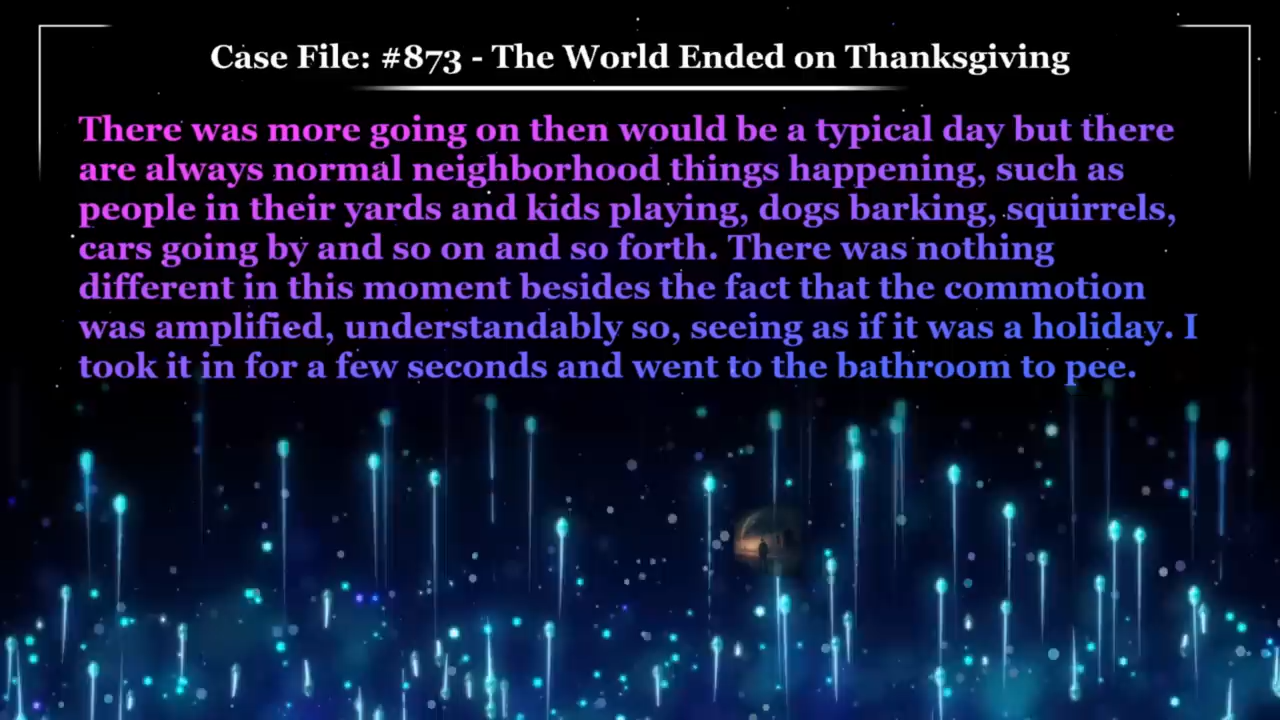 Case File: #873 - The World Ended on Thanksgiving
There was more going on then would be a typical day but there
are always normal neighborhood things happening, such as
people in their yards and kids playing, dogs barking, squirrels,
cars going by and so on and so forth. There was nothing
different in this moment besides the fact that the commotion
was amplified, understandably so, seeing as if it was a holiday. I
took it in for a few seconds and went to the bathroom to pee.